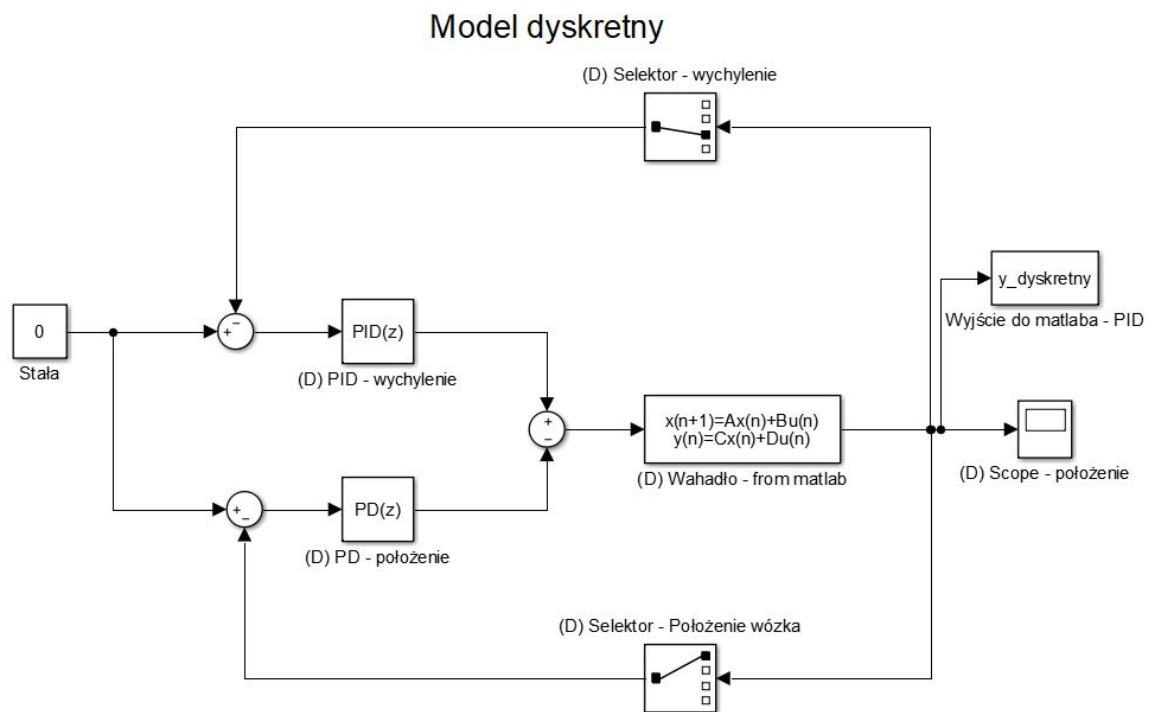 Model dyskretny
(D) Selektor - wychylenie
0
Stała
+
−
PID(z)
(D) PID - wychylenie
+
−
PD(z)
(D) PD - położenie
+
−
x(n+1)=Ax(n)+Bu(n)
y(n)=Cx(n)+Du(n)
(D) Wahadło - from matlab
y_dyskretny
Wyjście do matlaba - PID
(D) Scope - położenie
(D) Selektor - Położenie wózka